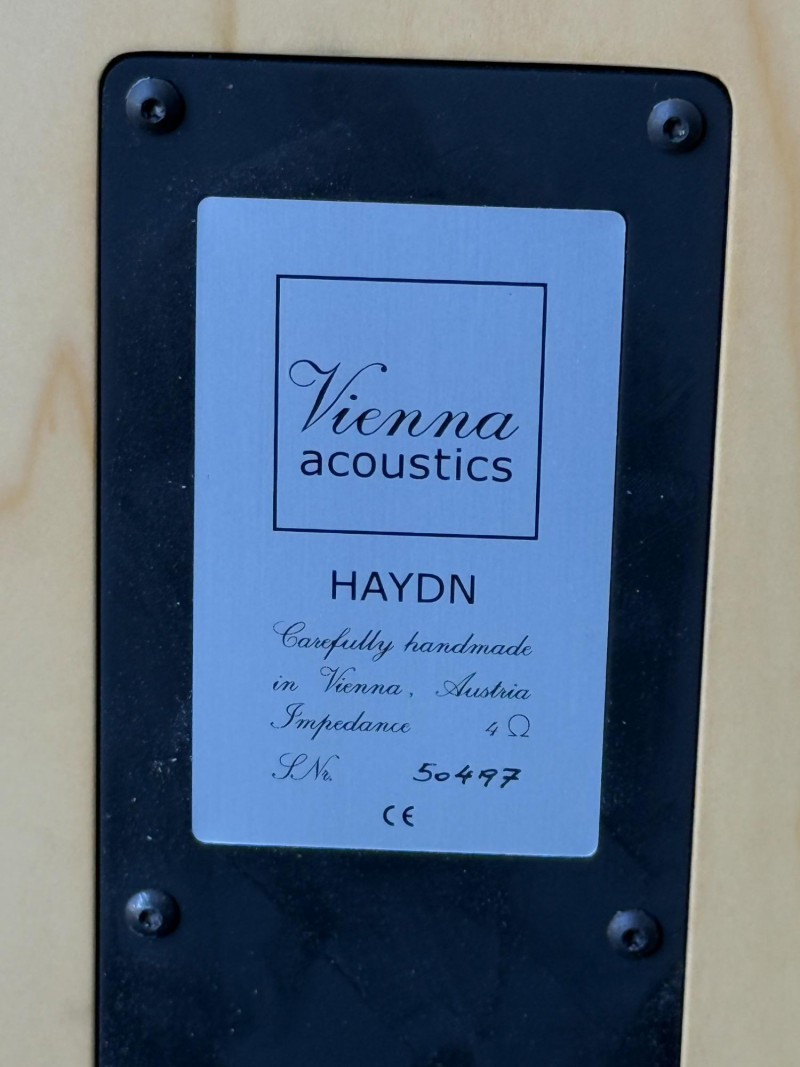 Vienna
acoustics
HAYDN
Carefully handmade
in Vienna, Austria
Impedance 4 Ω
S.Nr. 50497
CE